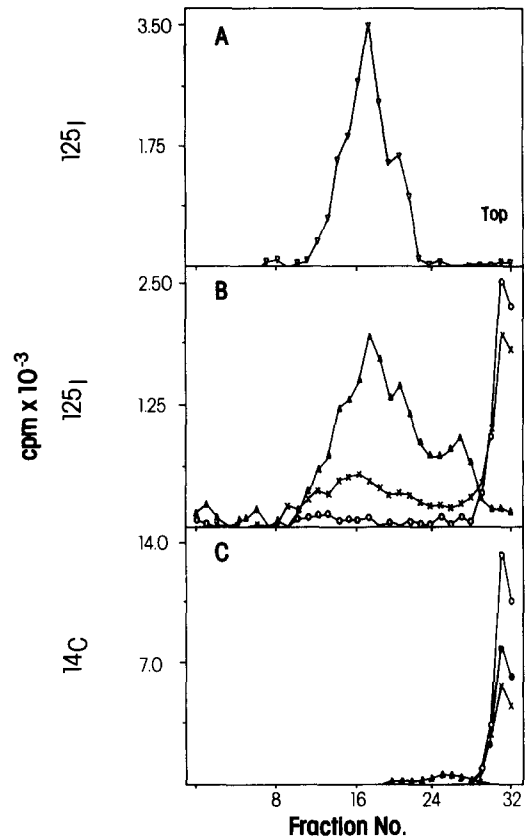 A
3.50
125I
1.75
Top
B
2.50
125I
1.25
cpm x 10-3
C
14.0
14C
7.0
8 16 24 32
Fraction No.